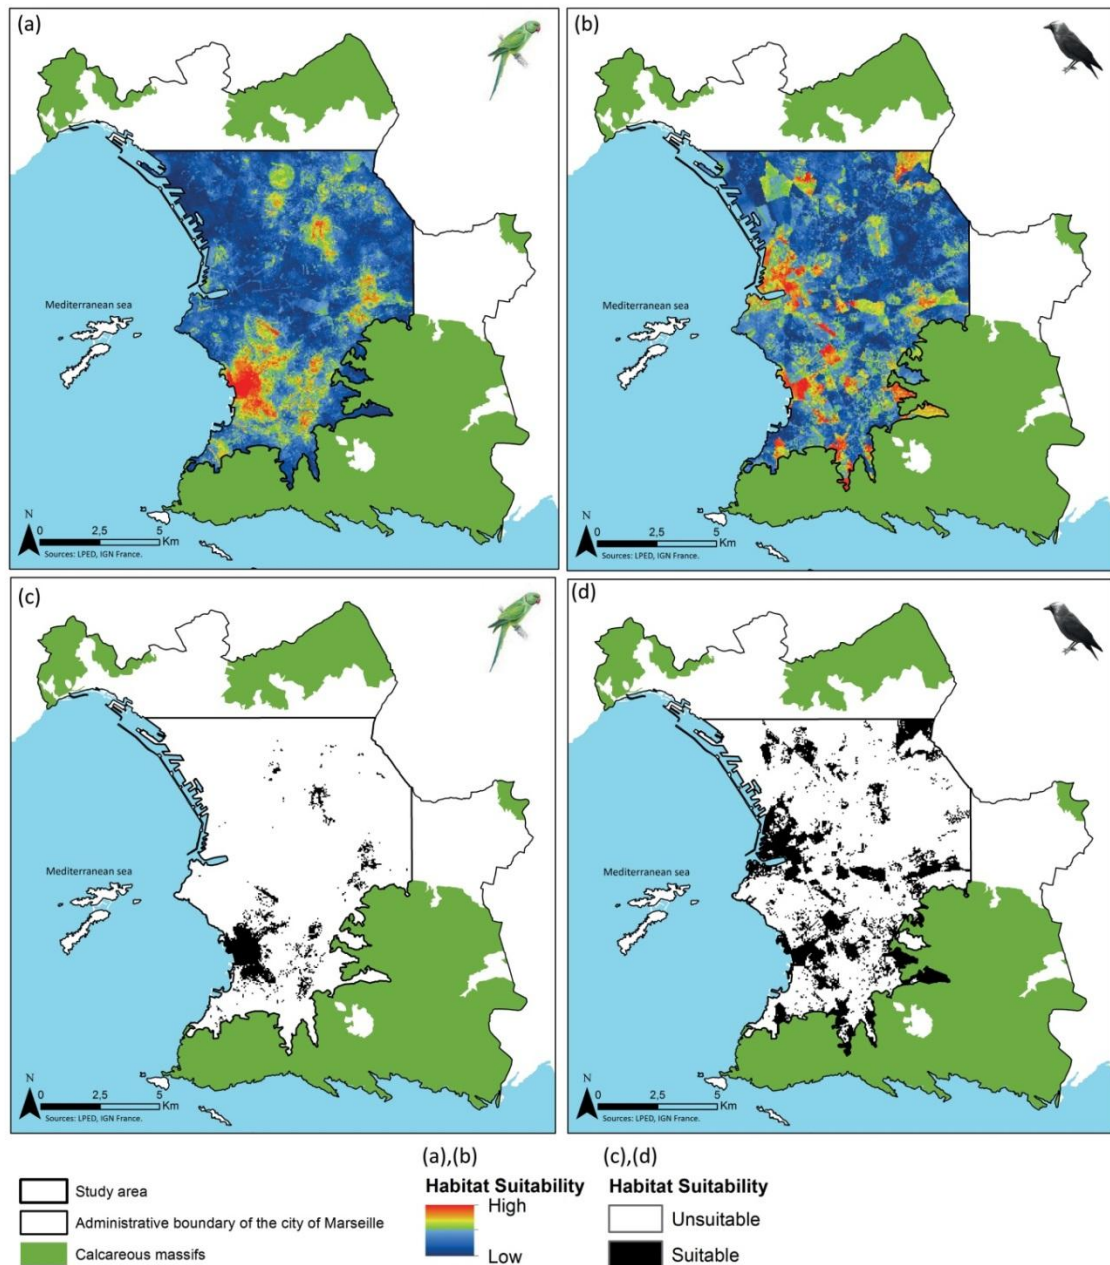 (a)
Mediterranean sea
N
0 2,5 5
Km
Sources: LPED, IGN France.
(b)
Mediterranean sea
N
0 2,5 5
Km
Sources: LPED, IGN France.
(c)
Mediterranean sea
N
0 2,5 5
Km
Sources: LPED, IGN France.
(d)
Mediterranean sea
N
0 2,5 5
Km
Sources: LPED, IGN France.
Study area
Administrative boundary of the city of Marseille
Calcareous massifs
(a),(b)
Habitat Suitability
High
Low
(c),(d)
Habitat Suitability
Unsuitable
Suitable